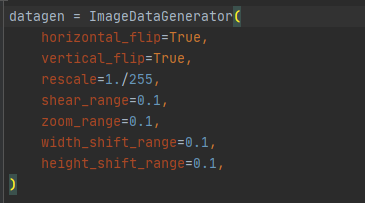 datagen = ImageDataGenerator(
    horizontal_flip=True,
    vertical_flip=True,
    rescale=1./255,
    shear_range=0.1,
    zoom_range=0.1,
    width_shift_range=0.1,
    height_shift_range=0.1,
)